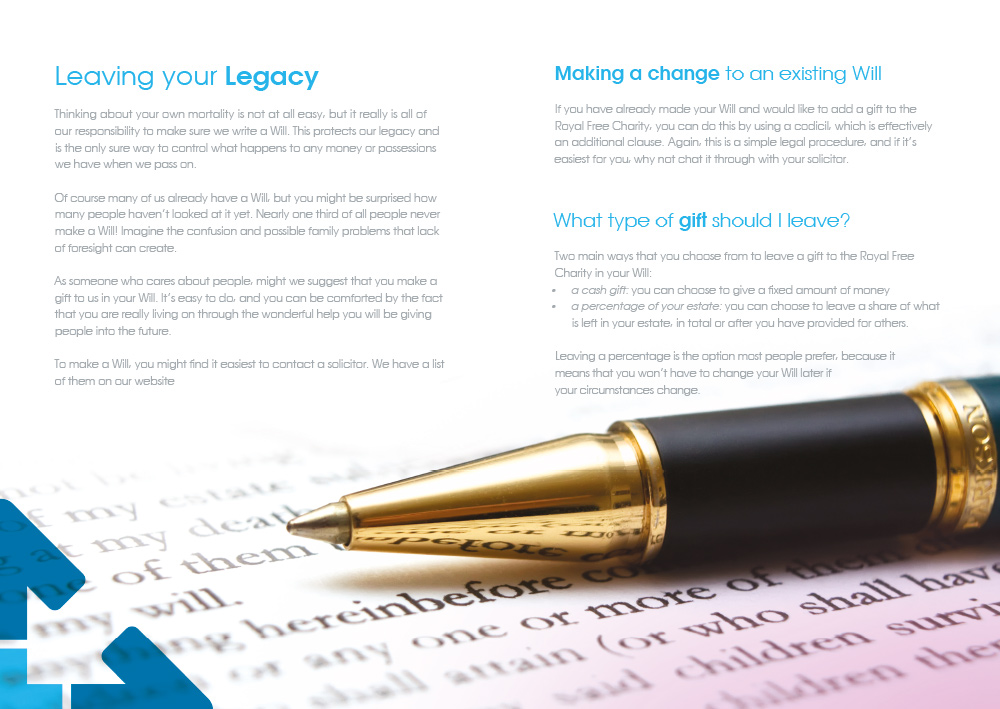 Leaving your Legacy
Thinking about your own mortality is not at all easy, but it really is all of
our responsibility to make sure we write a Will. This protects our legacy and
is the only sure way to control what happens to any money or possessions
we have when we pass on.
Of course many of us already have a Will, but you might be surprised how
many people haven't looked at it yet. Nearly one third of all people never
make a Will! Imagine the confusion and possible family problems that lack
of foresight can create.
As someone who cares about people, might we suggest that you make a
gift to us in your Will. It's easy to do, and you can be comforted by the fact
that you are really living on through the wonderful help you will be giving
people into the future.
To make a Will, you might find it easiest to contact a solicitor. We have a list
of them on our website
Making a change to an existing Will
If you have already made your Will and would like to add a gift to the
Royal Free Charity, you can do this by using a codicil, which is effectively
an additional clause. Again, this is a simple legal procedure, and if it's
easiest for you, why not chat it through with your solicitor.
What type of gift should I leave?
Two main ways that you choose from to leave a gift to the Royal Free
Charity in your Will:
• a cash gift: you can choose to give a fixed amount of money
• a percentage of your estate: you can choose to leave a share of what
is left in your estate, in total or after you have provided for others.
Leaving a percentage is the option most people prefer, because it
means that you won't have to change your Will later if
your circumstances change.
of my estate
at my death
one of them
my will.
anything hereinbefore
or any one or more of them
shall attain (or who shall have
said children
children